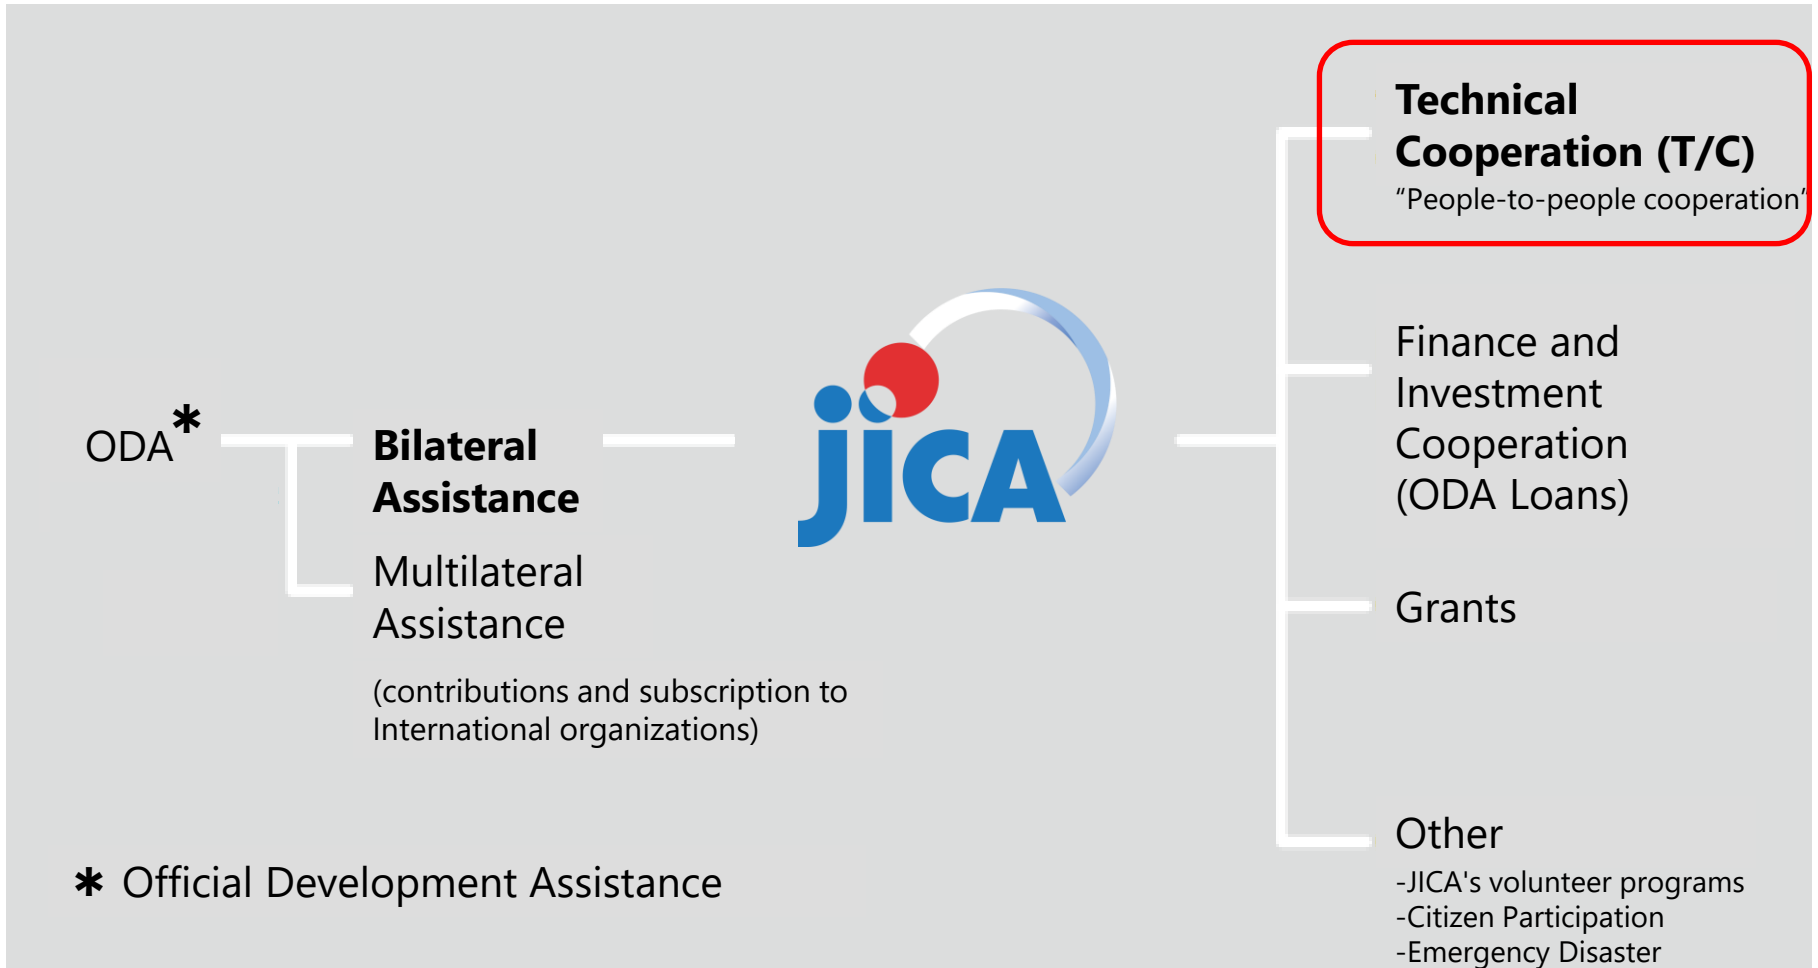 ODA*
Bilateral
Assistance
Multilateral
Assistance
(contributions and subscription to
International organizations)
* Official Development Assistance
jICA
Technical
Cooperation (T/C)
“People-to-people cooperation”
Finance and
Investment
Cooperation
(ODA Loans)
Grants
Other
-JICA's volunteer programs
-Citizen Participation
-Emergency Disaster